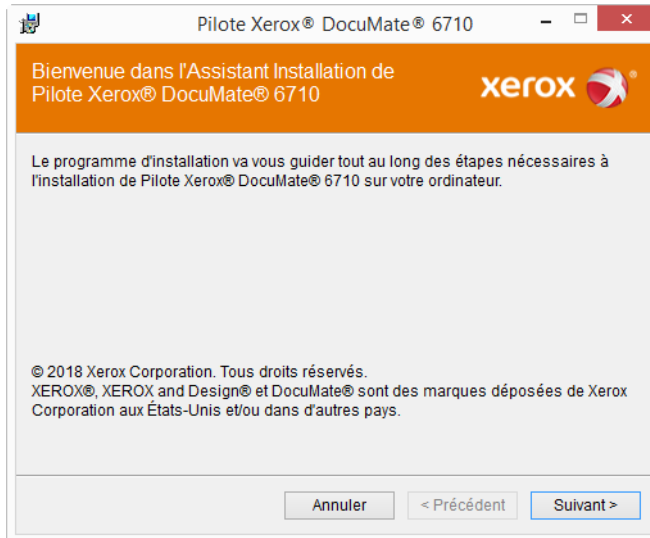 Pilote Xerox® DocuMate® 6710
Bienvenue dans l'Assistant Installation de
Pilote Xerox® DocuMate® 6710
xerox
Le programme d'installation va vous guider tout au long des étapes nécessaires à
l'installation de Pilote Xerox® DocuMate® 6710 sur votre ordinateur.
© 2018 Xerox Corporation. Tous droits réservés.
XEROX®, XEROX and Design® et DocuMate® sont des marques déposées de Xerox
Corporation aux États-Unis et/ou dans d'autres pays.
Annuler < Précédent Suivant >